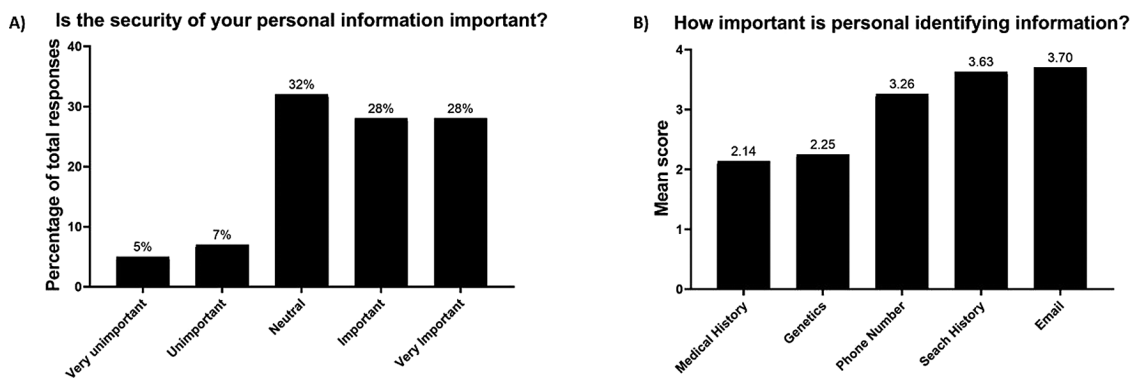 A)
Is the security of your personal information important?
Percentage of total responses
40
30
20
10
0
5%
7%
32%
28%
28%
Very unimportant
Unimportant
Neutral
Important
Very Important
B)
How important is personal identifying information?
Mean score
4
3
2
1
0
2.14
2.25
3.26
3.63
3.70
Medical History
Genetics
Phone Number
Seach History
Email